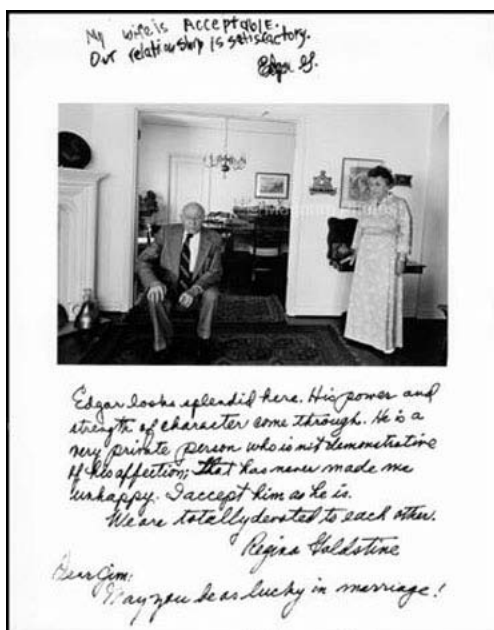 My wife is Acceptable.
Our relationship is satisfactory.
Edgar G.
Edgar looks splendid here. His power and
strength of character come through. He is a
very private person who is not demonstrative
of his affection; that has never made me
unhappy. I accept him as he is.
We are totally devoted to each other.
Regina Goldstine
Dear Jim:
May you be as lucky in marriage!